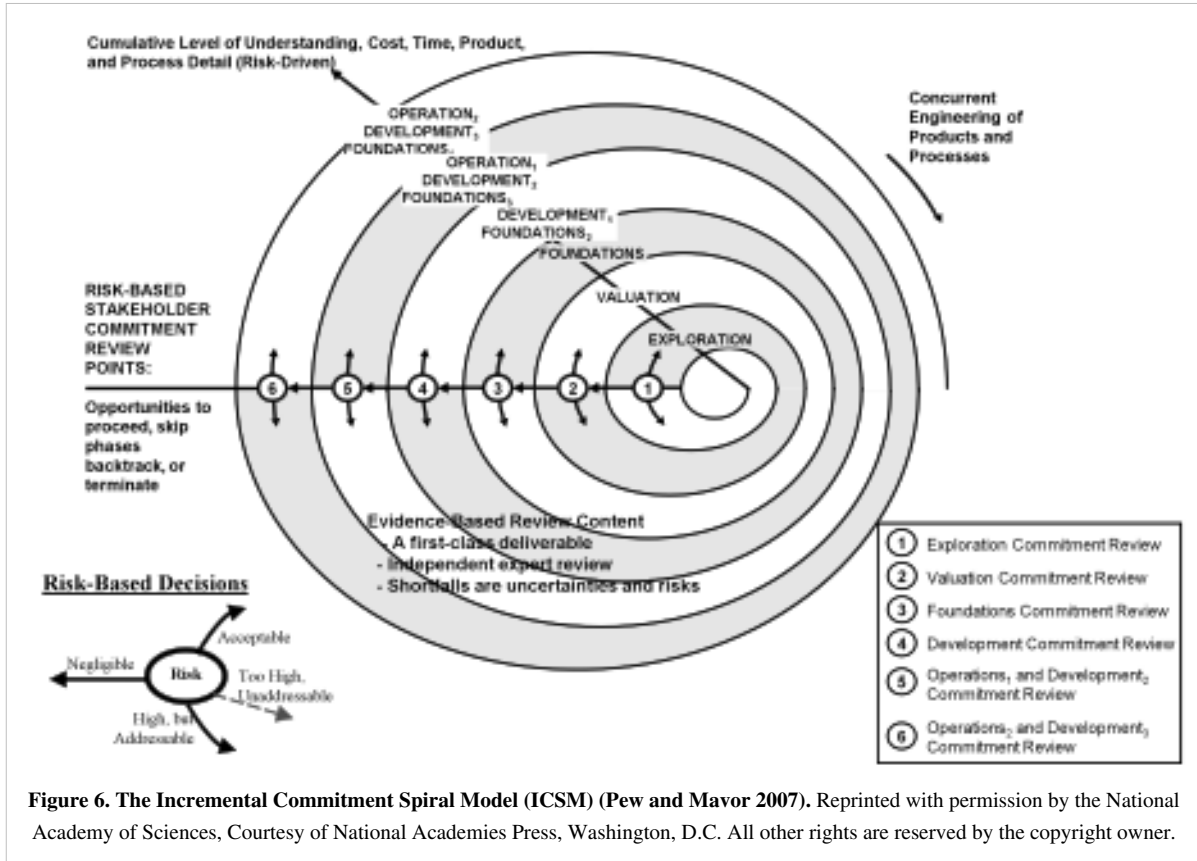 Cumulative Level of Understanding, Cost, Time, Product,
and Process Detail (Risk-Driven)
Concurrent
Engineering of
Products and
Processes
OPERATION₂
DEVELOPMENT₃
FOUNDATIONS
OPERATION₁
DEVELOPMENT₂
FOUNDATIONS₃
DEVELOPMENT₁
FOUNDATIONS₂
FOUNDATIONS
VALUATION
EXPLORATION
RISK-BASED
STAKEHOLDER
COMMITMENT
REVIEW
POINTS:
6 5 4 3 2 1
Opportunities to
proceed, skip
phases
backtrack, or
terminate
Evidence-Based Review Content
- A first-class deliverable
- Independent expert review
- Shortfalls are uncertainties and risks
Risk-Based Decisions
Acceptable
Negligible
Risk
Too High,
Unaddressable
High, but
Addressable
1 Exploration Commitment Review
2 Valuation Commitment Review
3 Foundations Commitment Review
4 Development Commitment Review
5 Operations₁ and Development₂
Commitment Review
6 Operations₂ and Development₃
Commitment Review
Figure 6. The Incremental Commitment Spiral Model (ICSM) (Pew and Mavor 2007). Reprinted with permission by the National
Academy of Sciences, Courtesy of National Academies Press, Washington, D.C. All other rights are reserved by the copyright owner.